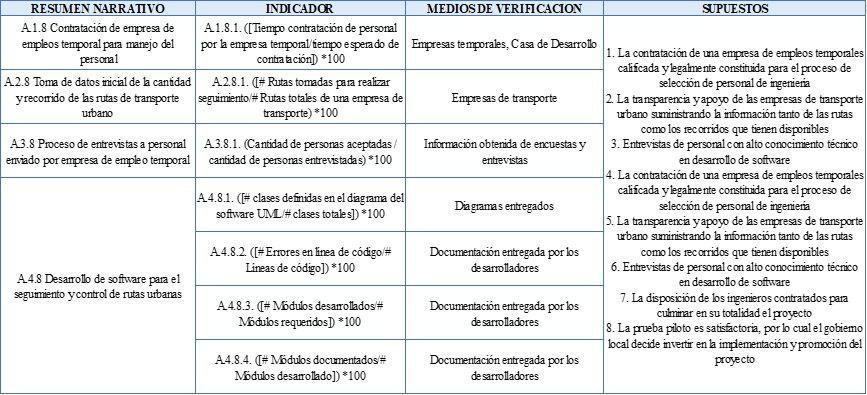 RESUMEN NARRATIVO
INDICADOR
MEDIOS DE VERIFICACION
SUPUESTOS
A.1.8 Contratación de empresa de
empleos temporal para manejo del
personal
A.1.8.1. ([Tiempo contratación de personal
por la empresa temporal/tiempo esperado de
contratación]) *100
Empresas temporales, Casa de Desarrollo
A.2.8 Toma de datos inicial de la cantidad
y recorrido de las rutas de transporte
urbano
A.2.8.1. ([# Rutas tomadas para realizar
seguimiento/# Rutas totales de una empresa de
transporte) *100
Empresas de transporte
A.3.8 Proceso de entrevistas a personal
enviado por empresa de empleo temporal
A.3.8.1. (Cantidad de personas aceptadas /
cantidad de personas entrevistadas) *100
Información obtenida de encuestas y
entrevistas
A.4.8 Desarrollo de software para el
seguimiento y control de rutas urbanas
A.4.8.1. ([# clases definidas en el diagrama del
software UML/# clases totales]) *100
Diagramas entregados
A.4.8.2. ([# Errores en línea de código/#
Líneas de código]) *100
Documentación entregada por los
desarrolladores
A.4.8.3. ([# Módulos desarrollados/#
Módulos requeridos]) *100
Documentación entregada por los
desarrolladores
A.4.8.4. ([# Módulos documentados/#
Módulos desarrollado]) *100
Documentación entregada por los
desarrolladores
1. La contratación de una empresa de empleos temporales
calificada y legalmente constituida para el proceso de
selección de personal de ingeniería
2. La transparencia y apoyo de las empresas de transporte
urbano suministrando la información tanto de las rutas
como los recorridos que tienen disponibles
3. Entrevistas de personal con alto conocimiento técnico
en desarrollo de software
4. La contratación de una empresa de empleos temporales
calificada y legalmente constituida para el proceso de
selección de personal de ingeniería
5. La transparencia y apoyo de las empresas de transporte
urbano suministrando la información tanto de las rutas
como los recorridos que tienen disponibles
6. Entrevistas de personal con alto conocimiento técnico
en desarrollo de software
7. La disposición de los ingenieros contratados para
culminar en su totalidad el proyecto
8. La prueba piloto es satisfactoria, por lo cual el gobierno
local decide invertir en la implementación y promoción del
proyecto